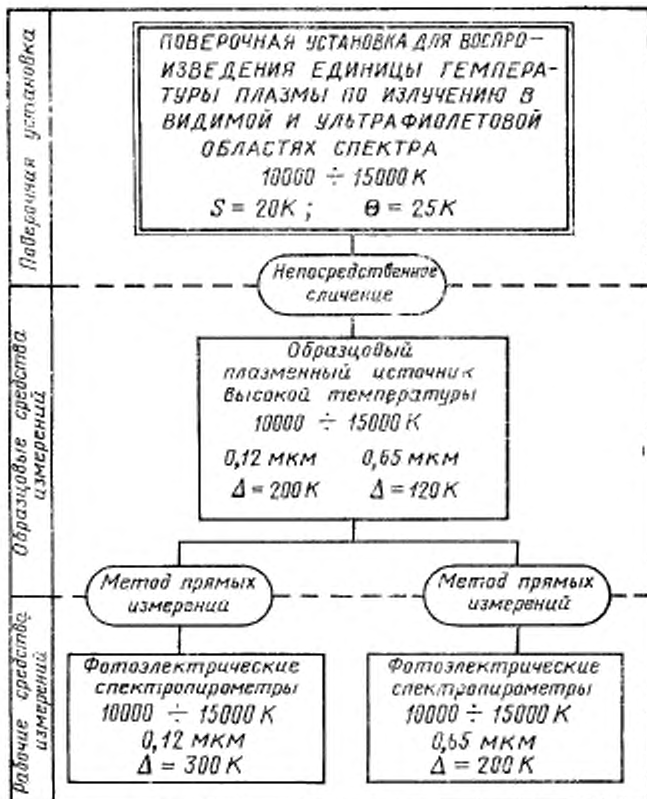 Поверочная установка
ПОВЕРОЧНАЯ УСТАНОВКА ДЛЯ ВОСПРО-
ИЗВЕДЕНИЯ ЕДИНИЦЫ ТЕМПЕРА-
ТУРЫ ПЛАЗМЫ ПО ИЗЛУЧЕНИЮ В
ВИДИМОЙ И УЛЬТРАФИОЛЕТОВОЙ
ОБЛАСТЯХ СПЕКТРА
10000 ÷ 15000 К
S = 20К ; Θ = 25К
Непосредственное
сличение
Образцовые средства
измерений
Образцовый
плазменный источник
высокой температуры
10000 ÷ 15000 К
0,12 мкм 0,65 мкм
Δ = 200 К Δ = 120 К
Метод прямых
измерений
Метод прямых
измерений
Рабочие средства
измерений
Фотоэлектрические
спектропирометры
10000 ÷ 15000 К
0,12 мкм
Δ = 300 К
Фотоэлектрические
спектропирометры
10000 ÷ 15000 К
0,65 мкм
Δ = 200 К